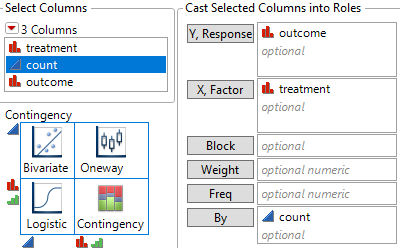 Select Columns
3 Columns
treatment
count
outcome
Contingency
Bivariate
Oneway
Logistic
Contingency
Cast Selected Columns into Roles
Y, Response
outcome
optional
X, Factor
treatment
optional
Block
optional
Weight
optional numeric
Freq
optional numeric
By
count
optional